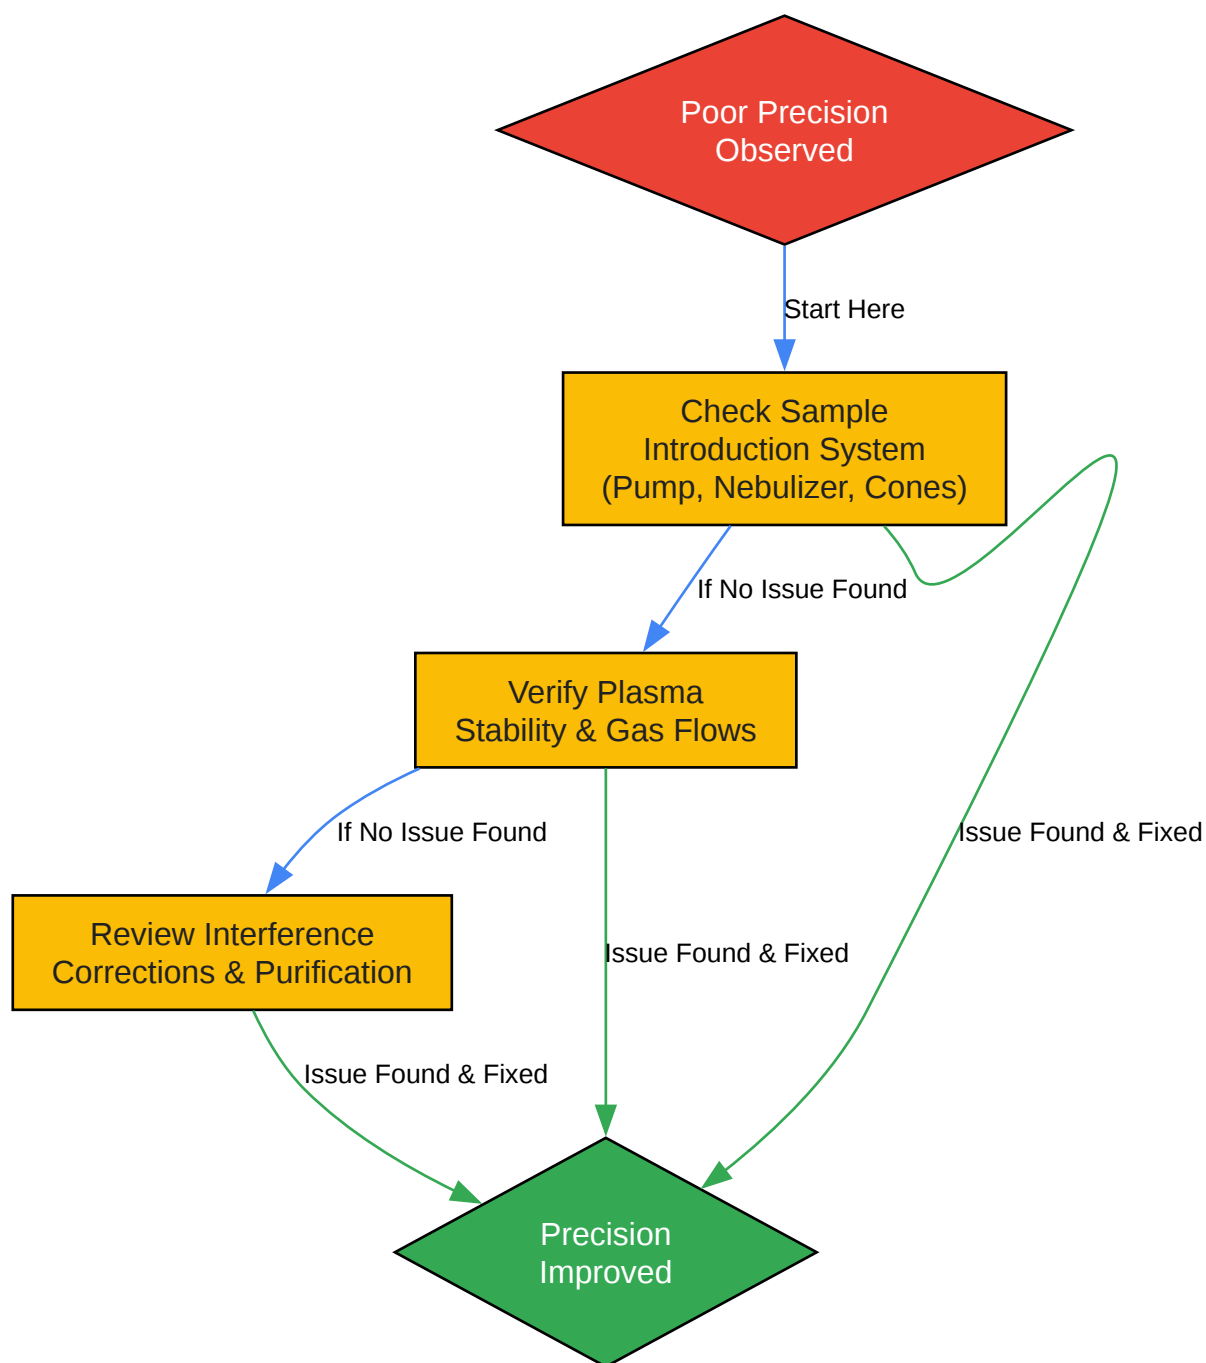 Poor Precision
Observed
Start Here
Check Sample
Introduction System
(Pump, Nebulizer, Cones)
If No Issue Found
Verify Plasma
Stability & Gas Flows
If No Issue Found
Issue Found & Fixed
Review Interference
Corrections & Purification
Issue Found & Fixed
Issue Found & Fixed
Precision
Improved